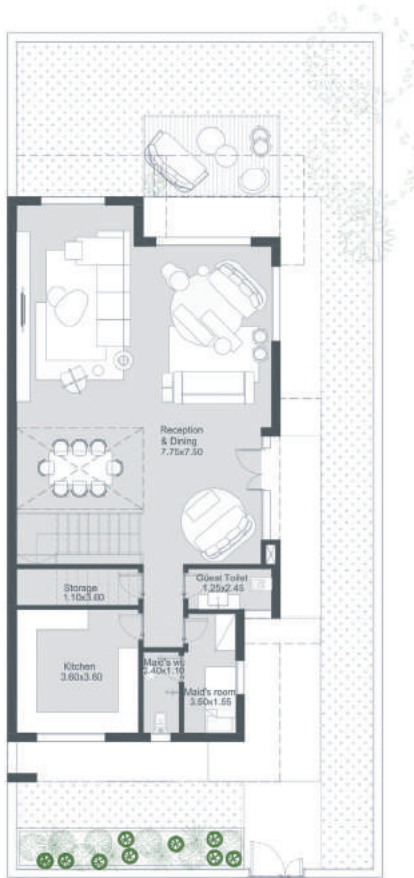 Reception
& Dining
7.75x7.50
Storage
1.10x3.60
Guest Toilet
1.25x2.45
Kitchen
3.60x3.60
Maid's wc
2.40x1.10
Maid's room
3.50x1.55